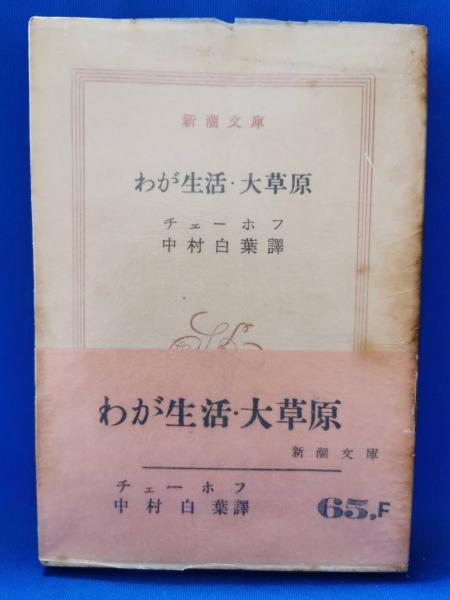 新潮文庫
わが生活・大草原
チェーホフ
中村白葉譯
わが生活・大草原
新潮文庫
チェーホフ
中村白葉譯
65,F